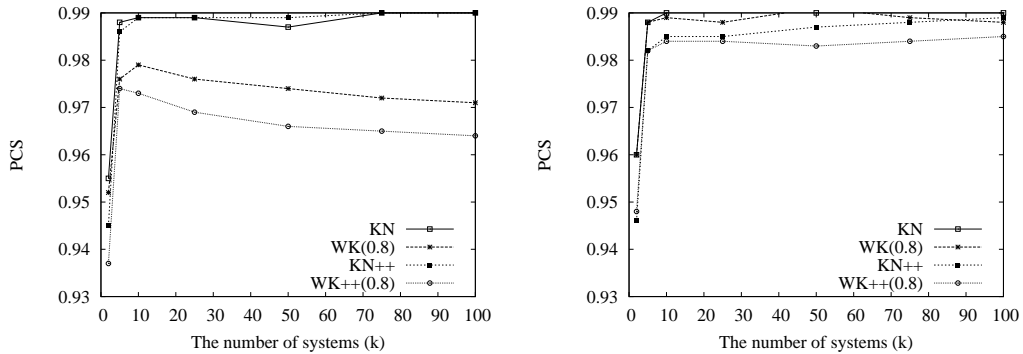 0.99
0.98
0.97
0.96
0.95
0.94
0.93
PCS
0 10 20 30 40 50 60 70 80 90 100
The number of systems (k)
KN
WK(0.8)
KN++
WK++(0.8)
0.99
0.98
0.97
0.96
0.95
0.94
0.93
PCS
0 10 20 30 40 50 60 70 80 90 100
The number of systems (k)
KN
WK(0.8)
KN++
WK++(0.8)